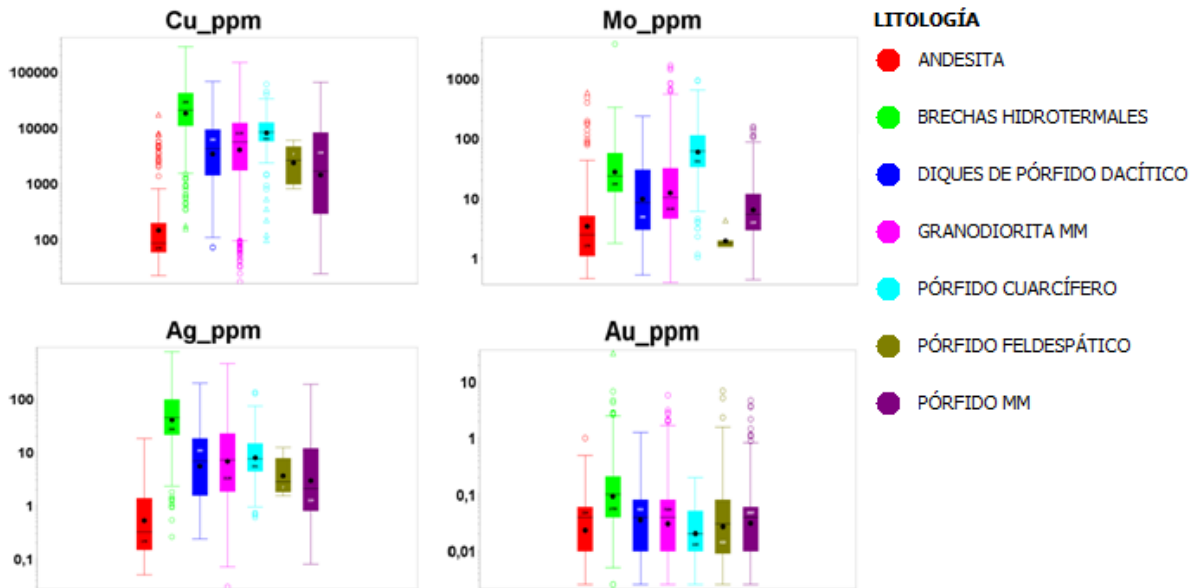 Cu_ppm
100000
10000
1000
100
Mo_ppm
1000
100
10
1
Ag_ppm
100
10
1
0,1
Au_ppm
10
1
0,1
0,01
LITOLOGÍA
ANDESITA
BRECHAS HIDROTERMALES
DIQUES DE PÓRFIDO DACÍTICO
GRANODIORITA MM
PÓRFIDO CUARCÍFERO
PÓRFIDO FELDESPÁTICO
PÓRFIDO MM